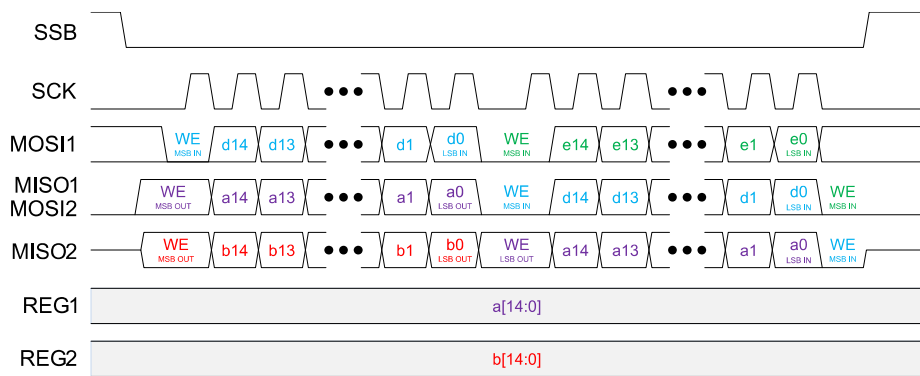 SSB
SCK
•••
•••
MOSI1
WE MSB IN d14 d13 ••• d1 d0 LSB IN WE MSB IN e14 e13 ••• e1 e0 LSB IN
MISO1
MOSI2
WE MSB OUT a14 a13 ••• a1 a0 LSB OUT WE MSB IN d14 d13 ••• d1 d0 LSB IN WE MSB IN
MISO2
WE MSB OUT b14 b13 ••• b1 b0 LSB OUT WE LSB OUT a14 a13 ••• a1 a0 LSB IN WE MSB IN
REG1
a[14:0]
REG2
b[14:0]